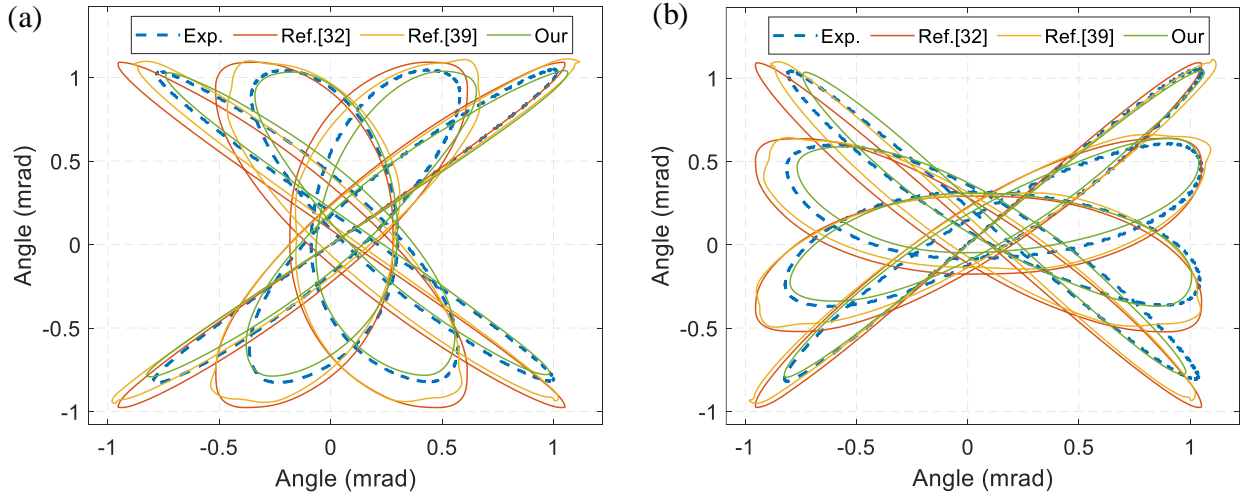 (a)
Exp. Ref.[32] Ref.[39] Our
1
0.5
0
-0.5
-1
Angle (mrad)
-1 -0.5 0 0.5 1
Angle (mrad)
(b)
Exp. Ref.[32] Ref.[39] Our
1
0.5
0
-0.5
-1
Angle (mrad)
-1 -0.5 0 0.5 1
Angle (mrad)